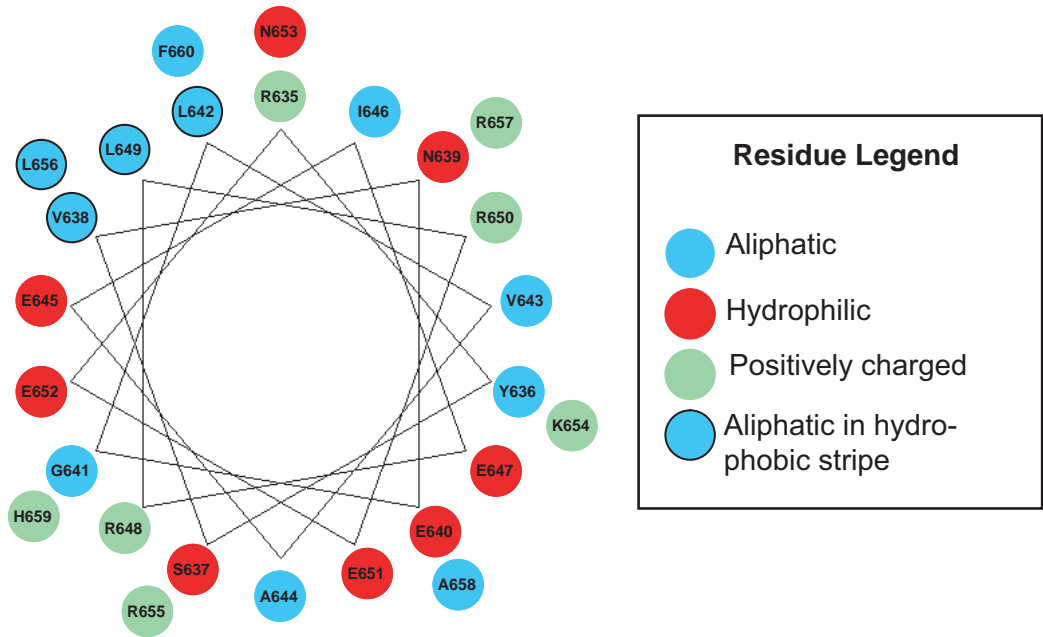 N653
F660
R635
L642
I646
R657
L649
N639
L656
V638
R650
E645
V643
E652
Y636
K654
G641
E647
H659
R648
E640
S637
E651
A658
A644
R655
Residue Legend
Aliphatic
Hydrophilic
Positively charged
Aliphatic in hydro-
phobic stripe